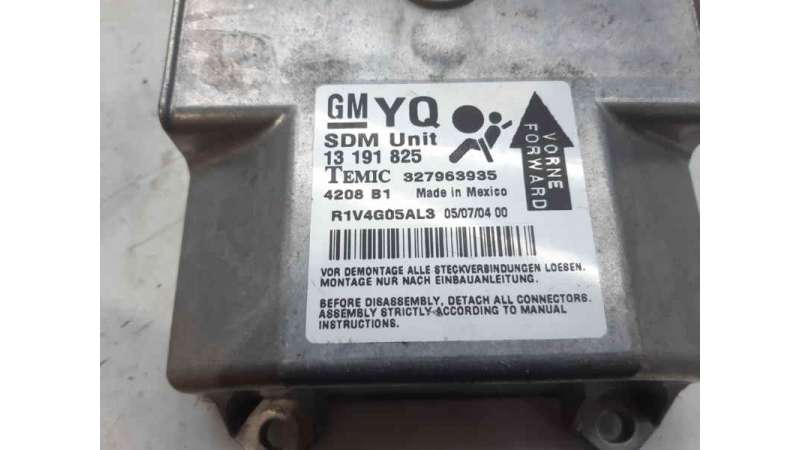 GM YQ
SDM Unit
13 191 825
TEMIC 327963935
4208 B1 Made in Mexico
R1V4G05AL3 05/07/04 00
VORNE
FORWARD
VOR DEMONTAGE ALLE STECKVERBINDUNGEN LOESEN.
MONTAGE NUR NACH EINBAUANLEITUNG.
BEFORE DISASSEMBLY, DETACH ALL CONNECTORS.
ASSEMBLY STRICTLY ACCORDING TO MANUAL
INSTRUCTIONS.